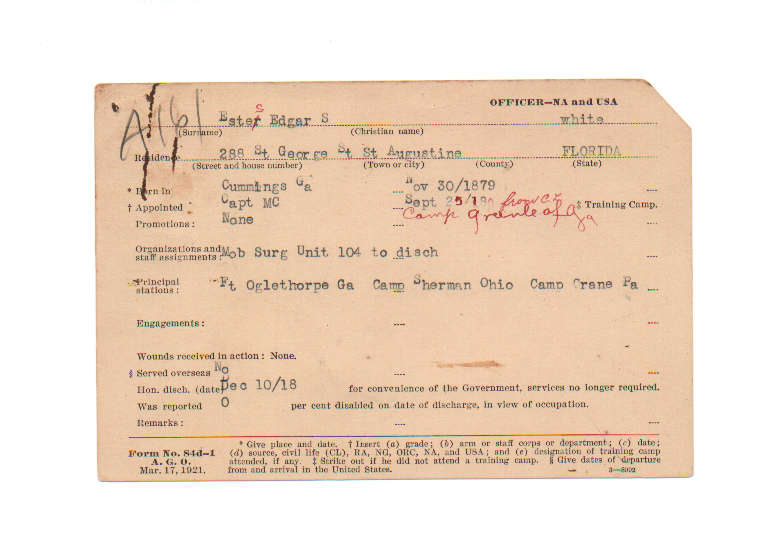 A161
OFFICER—NA and USA
Ester Edgar S white
(Surname) (Christian name)
Residence 288 St George St St Augustine FLORIDA
(Street and house number) (Town or city) (County) (State)
* Born in Cummings Ga .... Nov 30/1879
† Appointed Capt MC Sept 25/18 from CL ‡ Training Camp.
Camp Greenleaf Ga
Promotions: None ....
Organizations and
staff assignments: Mob Surg Unit 104 to disch ....
Principal
stations: Ft Oglethorpe Ga Camp Sherman Ohio Camp Crane Pa ....
Engagements: .... ....
Wounds received in action: None.
§ Served overseas No .... ....
Hon. disch. (date) Dec 10/18 for convenience of the Government, services no longer required.
Was reported 0 per cent disabled on date of discharge, in view of occupation.
Remarks: .... ....
Form No. 84d-1
A. G. O.
Mar. 17, 1921.
* Give place and date. † Insert (a) grade; (b) arm or staff corps or department; (c) date;
(d) source, civil life (CL), RA, NG, ORC, NA, and USA; and (e) designation of training camp
attended, if any. ‡ Strike out if he did not attend a training camp. § Give dates of departure
from and arrival in the United States. 3—8002